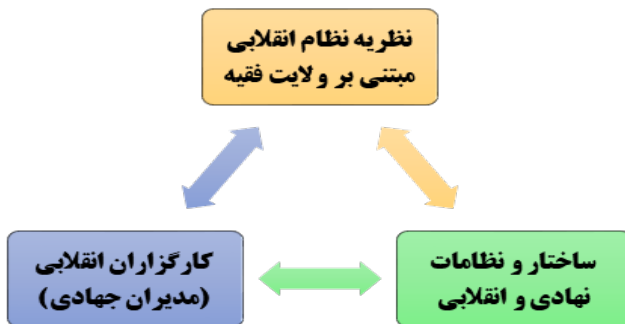 نظریه نظام انقلابی
مبتنی بر ولایت فقیه
ساختار و نظامات
نهادی و انقلابی
کارگزاران انقلابی
(مدیران جهادی)